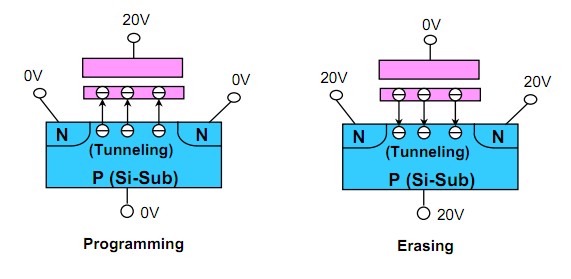 20V
0V
0V
N
N
(Tunneling)
P (Si-Sub)
0V
Programming
0V
20V
20V
N
N
(Tunneling)
P (Si-Sub)
20V
Erasing